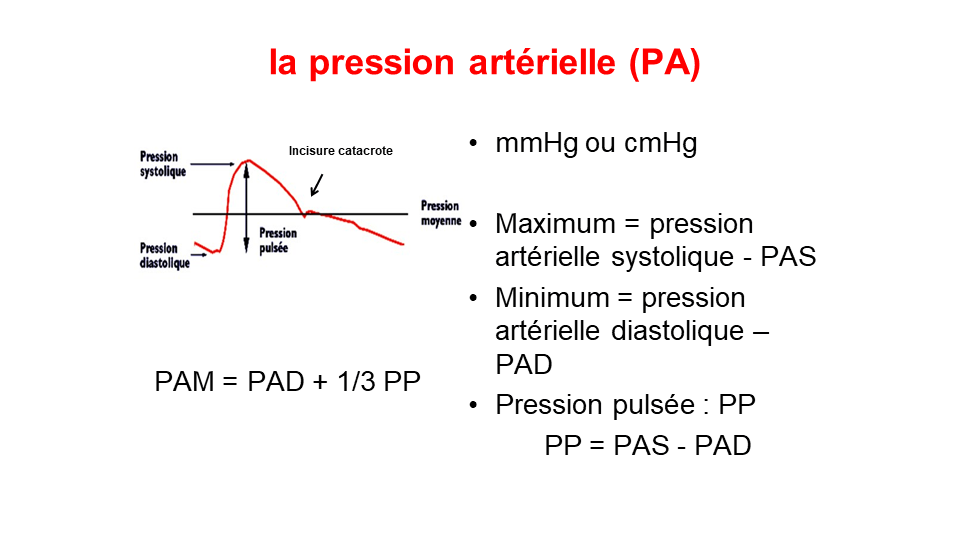 la pression artérielle (PA)
Incisure catacrote
Pression
systolique
Pression
moyenne
Pression
pulsée
Pression
diastolique
PAM = PAD + 1/3 PP
• mmHg ou cmHg
• Maximum = pression
artérielle systolique - PAS
• Minimum = pression
artérielle diastolique –
PAD
• Pression pulsée : PP
PP = PAS - PAD